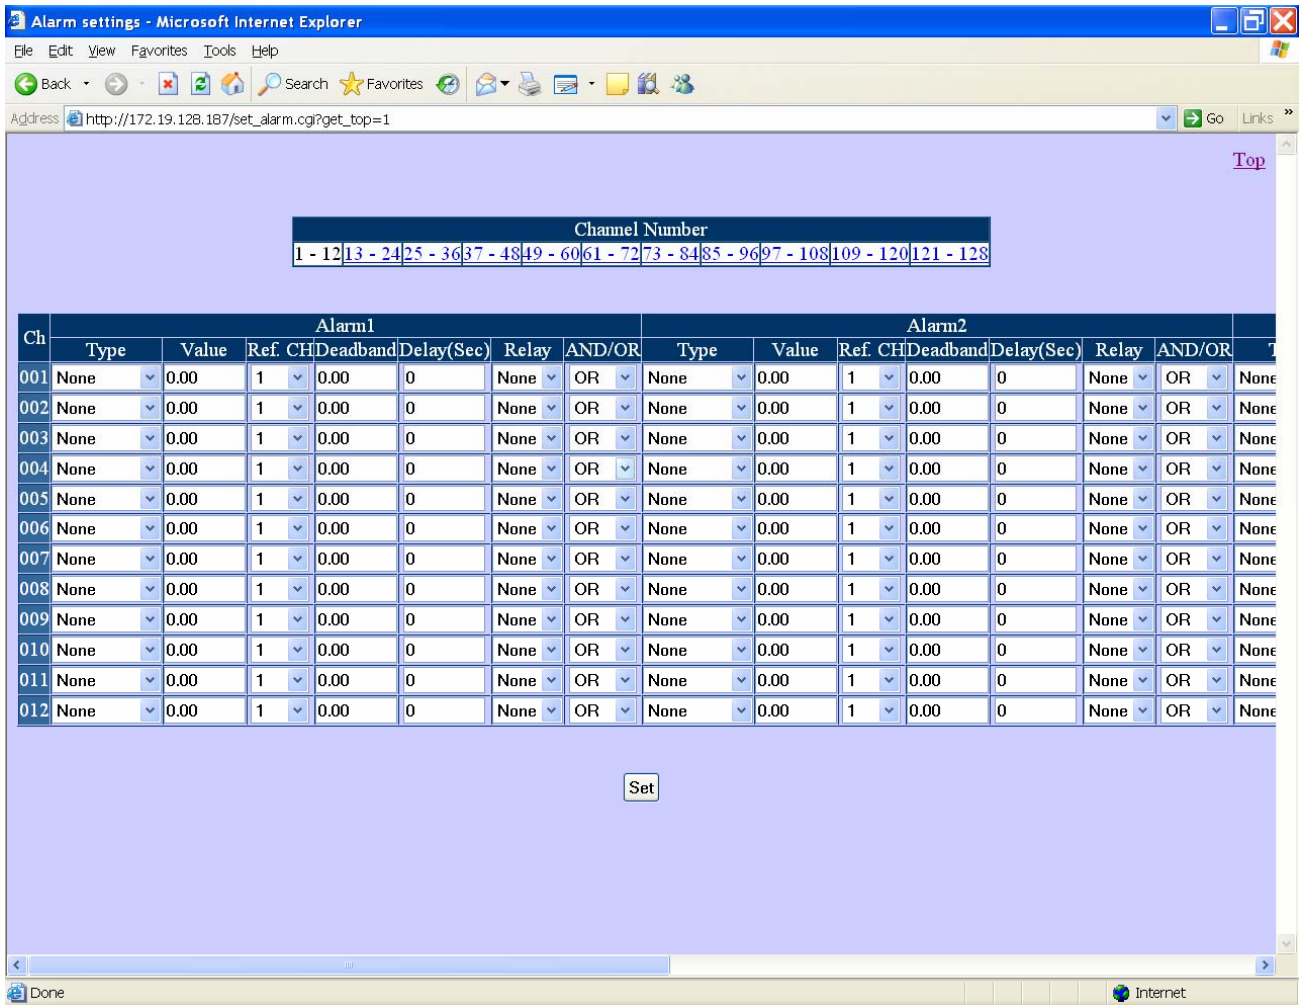 Alarm settings - Microsoft Internet Explorer
File Edit View Favorites Tools Help
Back Search Favorites
Address http://172.19.128.187/set_alarm.cgi?get_top=1 Go Links »
Top
Channel Number
1 - 12 13 - 24 25 - 36 37 - 48 49 - 60 61 - 72 73 - 84 85 - 96 97 - 108 109 - 120 121 - 128
Ch Alarm1 Alarm2
Type Value Ref. CH Deadband Delay(Sec) Relay AND/OR Type Value Ref. CH Deadband Delay(Sec) Relay AND/OR T
001 None 0.00 1 0.00 0 None OR None 0.00 1 0.00 0 None OR None
002 None 0.00 1 0.00 0 None OR None 0.00 1 0.00 0 None OR None
003 None 0.00 1 0.00 0 None OR None 0.00 1 0.00 0 None OR None
004 None 0.00 1 0.00 0 None OR None 0.00 1 0.00 0 None OR None
005 None 0.00 1 0.00 0 None OR None 0.00 1 0.00 0 None OR None
006 None 0.00 1 0.00 0 None OR None 0.00 1 0.00 0 None OR None
007 None 0.00 1 0.00 0 None OR None 0.00 1 0.00 0 None OR None
008 None 0.00 1 0.00 0 None OR None 0.00 1 0.00 0 None OR None
009 None 0.00 1 0.00 0 None OR None 0.00 1 0.00 0 None OR None
010 None 0.00 1 0.00 0 None OR None 0.00 1 0.00 0 None OR None
011 None 0.00 1 0.00 0 None OR None 0.00 1 0.00 0 None OR None
012 None 0.00 1 0.00 0 None OR None 0.00 1 0.00 0 None OR None
Set
Done Internet